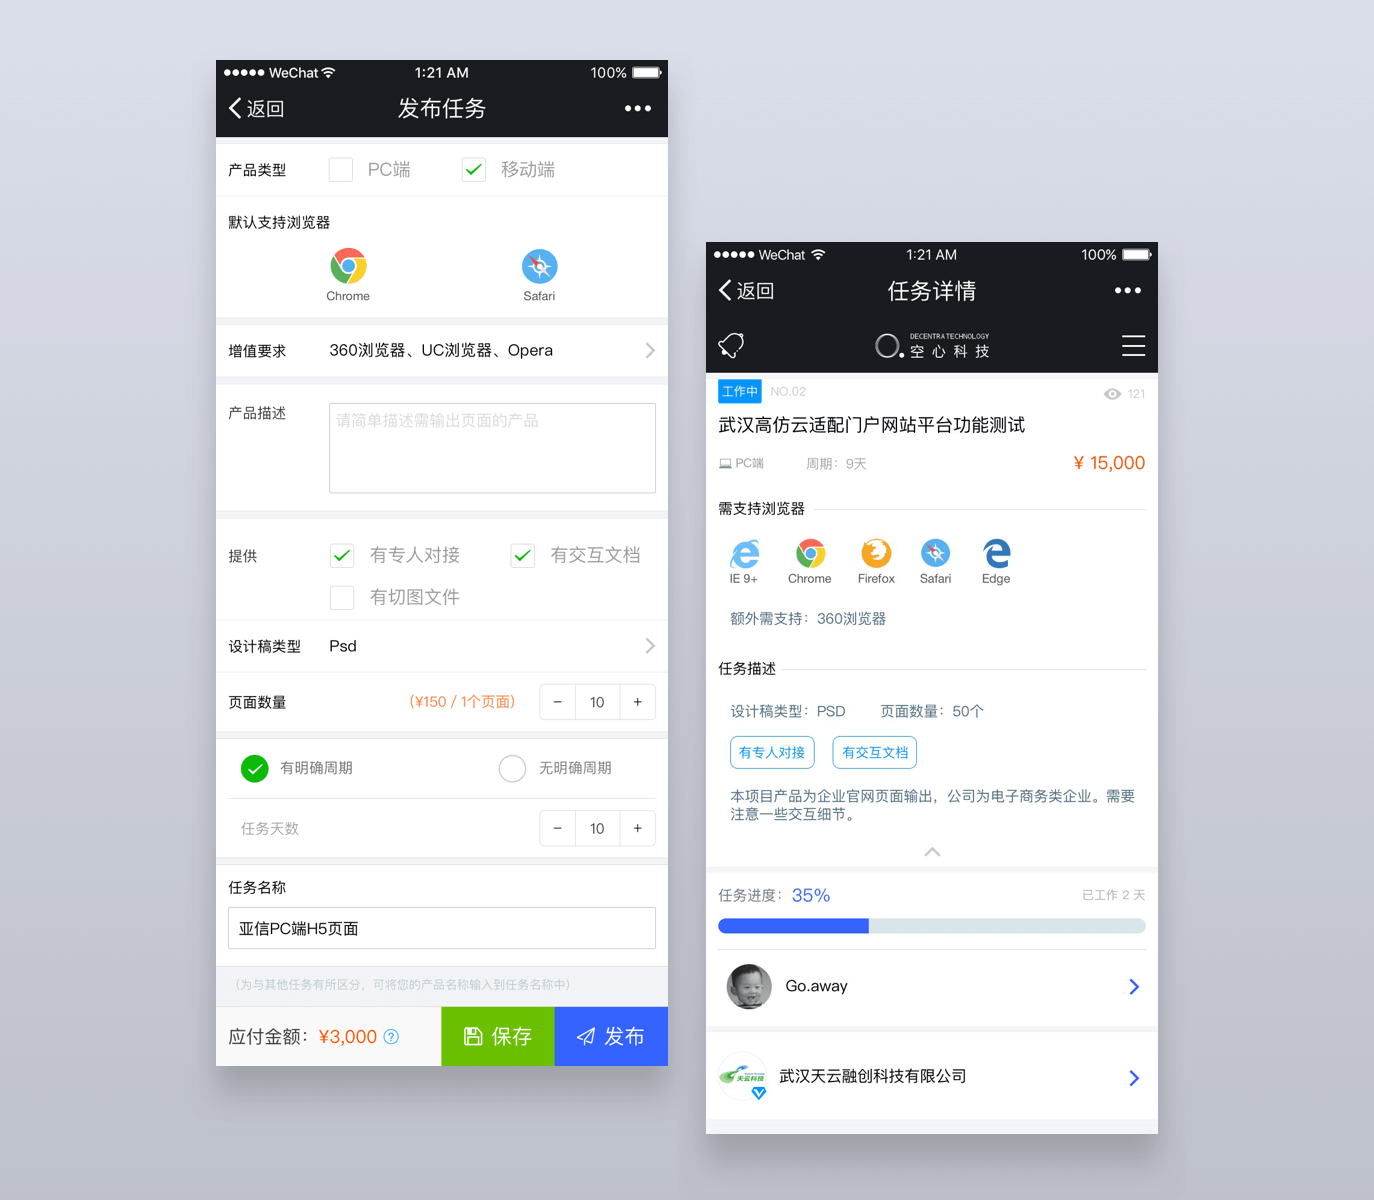 WeChat 1:21 AM 100%
返回 发布任务
产品类型 PC端 移动端
默认支持浏览器
Chrome Safari
增值要求 360浏览器、UC浏览器、Opera
产品描述 请简单描述需输出页面的产品
提供 有专人对接 有交互文档
有切图文件
设计稿类型 Psd
页面数量 (¥150 / 1个页面) − 10 +
有明确周期 无明确周期
任务天数 − 10 +
任务名称
亚信PC端H5页面
(为与其他任务有所区分，可将您的产品名称输入到任务名称中)
应付金额：¥3,000 ? 保存 发布
WeChat 1:21 AM 100%
返回 任务详情
DECENTRA TECHNOLOGY
空心科技
工作中 NO.02 121
武汉高仿云适配门户网站平台功能测试
PC端 周期：9天 ¥ 15,000
需支持浏览器
IE 9+ Chrome Firefox Safari Edge
额外需支持：360浏览器
任务描述
设计稿类型：PSD 页面数量：50个
有专人对接 有交互文档
本项目产品为企业官网页面输出，公司为电子商务类企业。需要
注意一些交互细节。
任务进度：35% 已工作 2 天
Go.away
天云科技
武汉天云融创科技有限公司